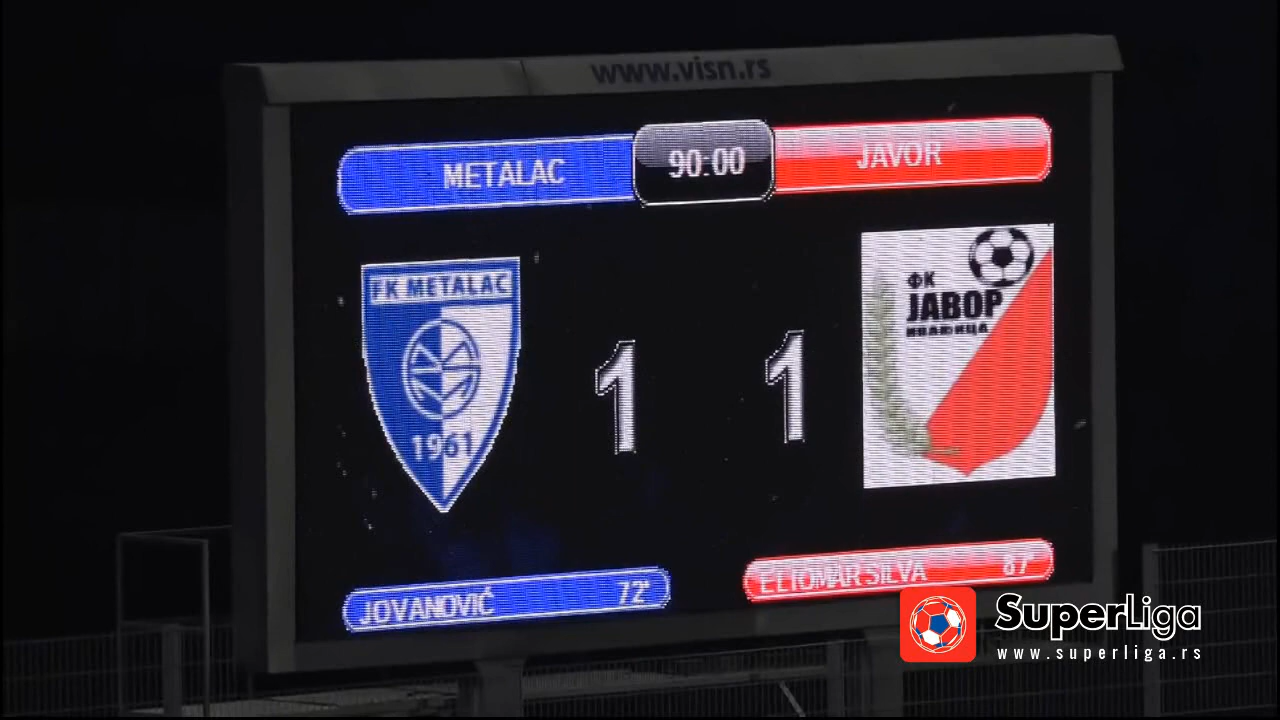 www.visn.rs
METALAC
90:00
JAVOR
FK METALAC
1961
1
1
ФК
ЈАВОР
ИВАЊИЦА
JOVANOVIĆ 72'
ELIOMAR SILVA 87'
SuperLiga
www.superliga.rs